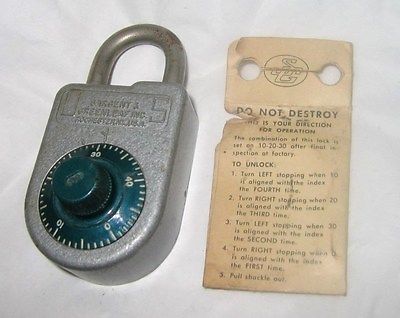 SARGENT &
GREENLEAF INC.
ROCHESTER, N.Y.
30
40
10
0
DO NOT DESTROY
THIS IS YOUR DIRECTION
FOR OPERATION
The combination of this lock is
set on 10-20-30 after final in-
spection at factory.
TO UNLOCK:
1. Turn LEFT stopping when 10
is aligned with the index
the FOURTH time.
2. Turn RIGHT stopping when 20
is aligned with the index
the THIRD time.
3. Turn LEFT stopping when 30
is aligned with the index
the SECOND time.
4. Turn RIGHT stopping when 0
is aligned with the index
the FIRST time.
5. Pull shackle out.